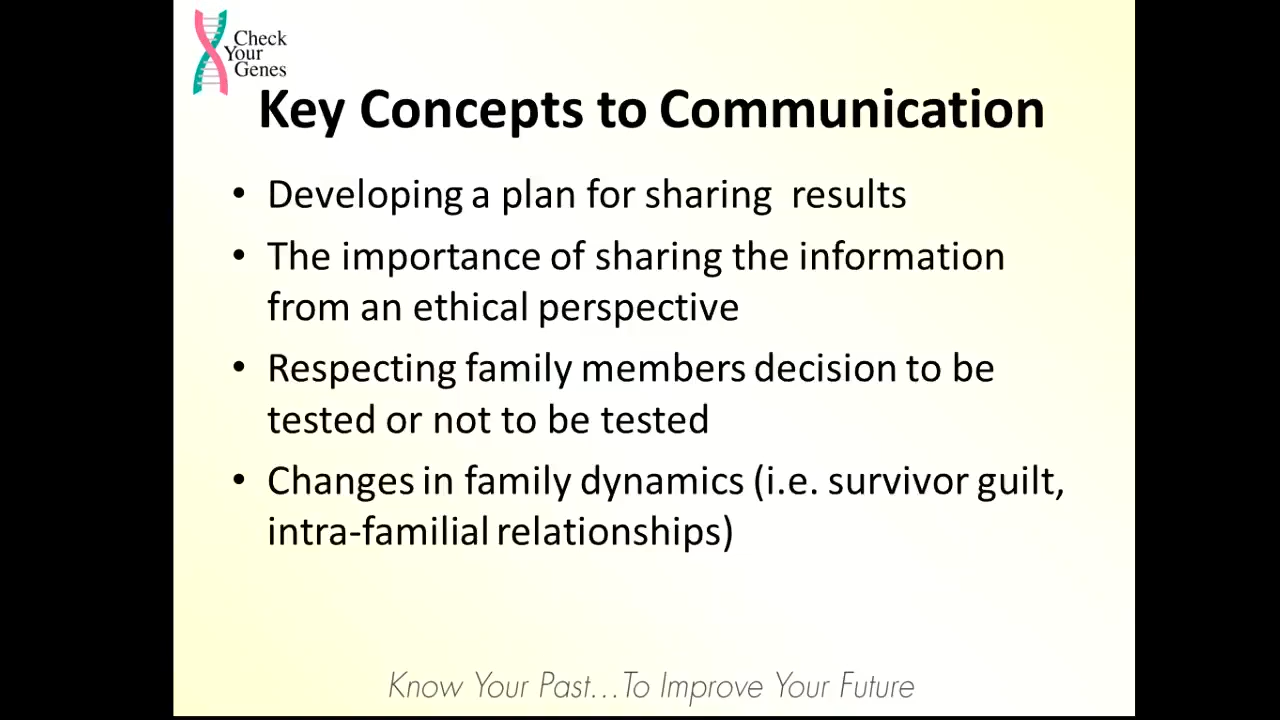 Check
Your
Genes
Key Concepts to Communication
• Developing a plan for sharing  results
• The importance of sharing the information
from an ethical perspective
• Respecting family members decision to be
tested or not to be tested
• Changes in family dynamics (i.e. survivor guilt,
intra-familial relationships)
Know Your Past...To Improve Your Future